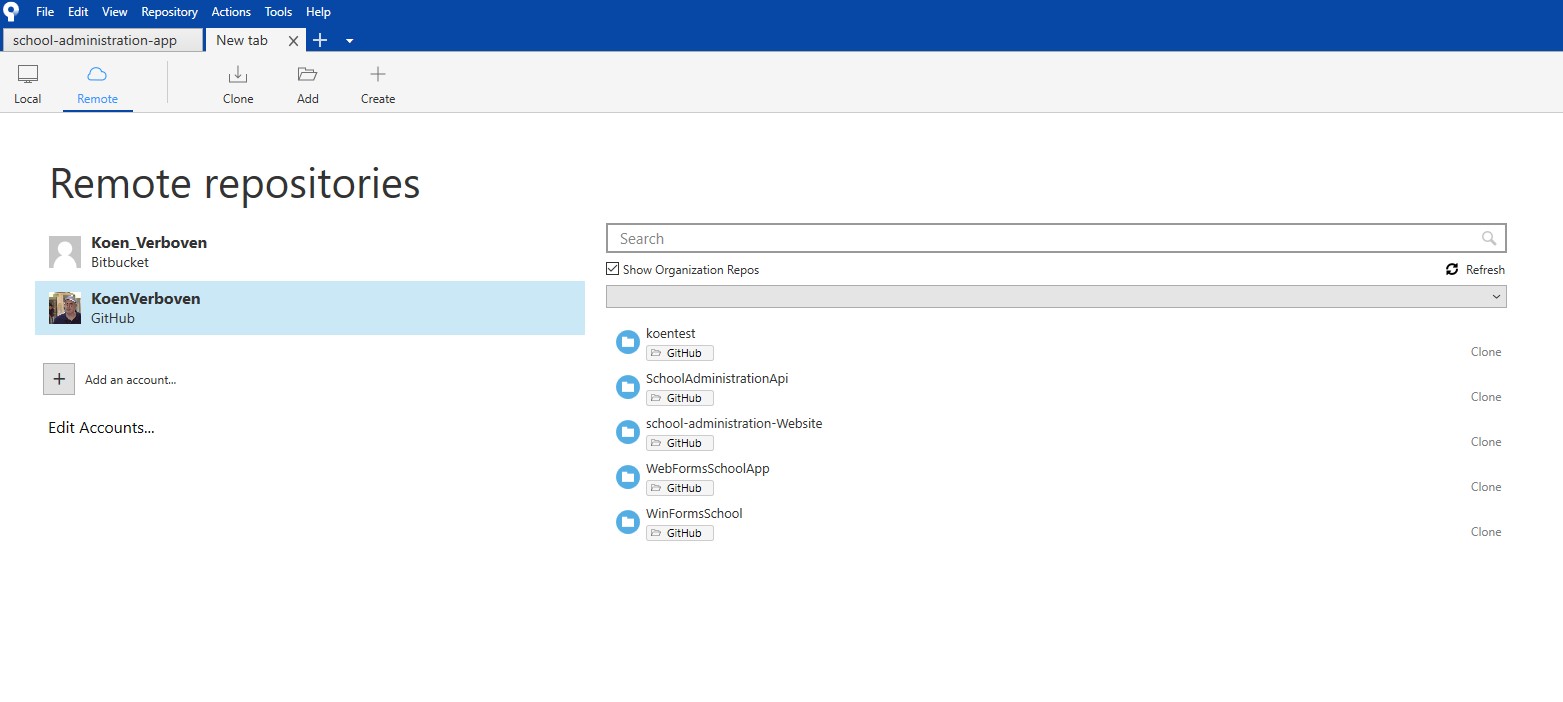 File Edit View Repository Actions Tools Help
school-administration-app New tab
Local Remote Clone Add Create
Remote repositories
Koen_Verboven
Bitbucket
KoenVerboven
GitHub
Add an account...
Edit Accounts...
Search
Show Organization Repos Refresh
koentest
GitHub Clone
SchoolAdministrationApi
GitHub Clone
school-administration-Website
GitHub Clone
WebFormsSchoolApp
GitHub Clone
WinFormsSchool
GitHub Clone